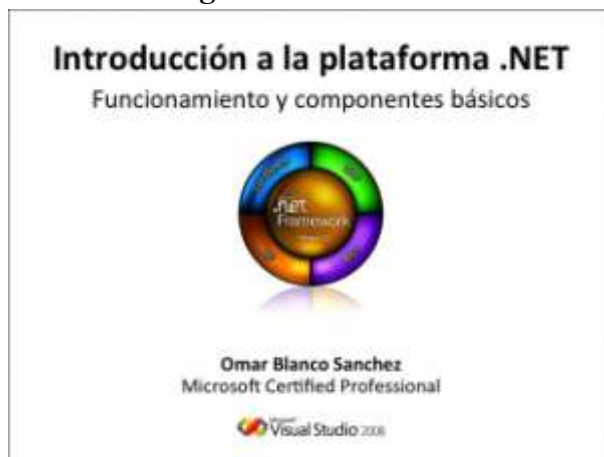 Introducción a la plataforma .NET
Funcionamiento y componentes básicos
.net
Framework
Omar Blanco Sanchez
Microsoft Certified Professional
Visual Studio 2008